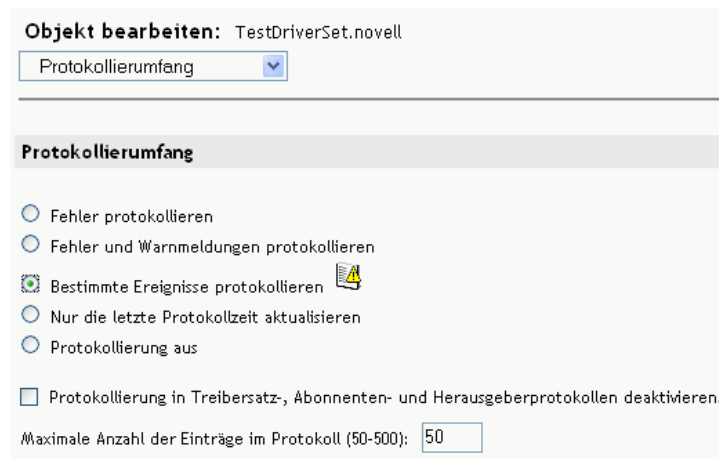 Objekt bearbeiten: TestDriverSet.novell
Protokollierumfang
Protokollierumfang
Fehler protokollieren
Fehler und Warnmeldungen protokollieren
Bestimmte Ereignisse protokollieren
Nur die letzte Protokollzeit aktualisieren
Protokollierung aus
Protokollierung in Treibersatz-, Abonnenten- und Herausgeberprotokollen deaktivieren.
Maximale Anzahl der Einträge im Protokoll (50-500): 50